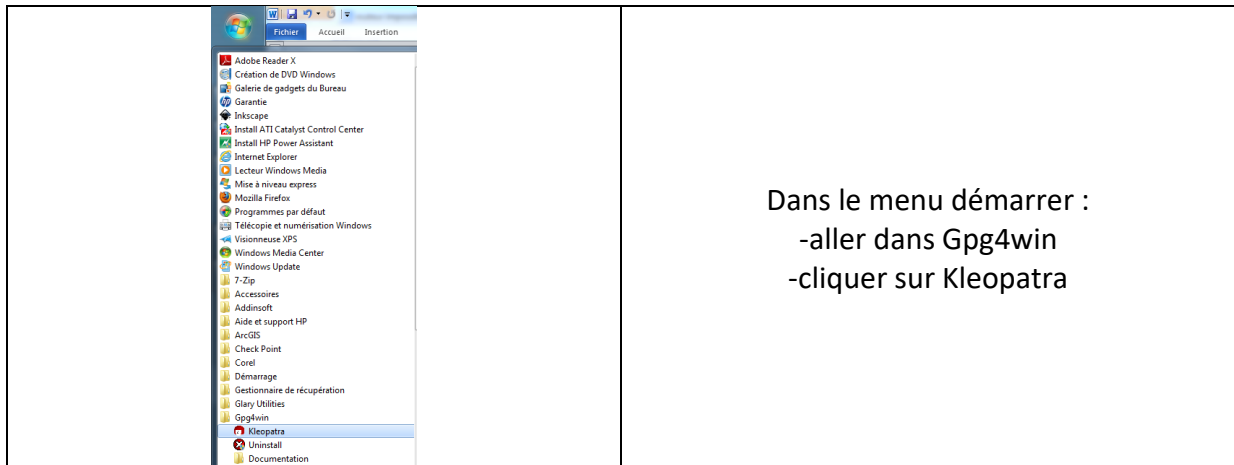 Fichier Accueil Insertion
Adobe Reader X
Création de DVD Windows
Galerie de gadgets du Bureau
Garantie
Inkscape
Install ATI Catalyst Control Center
Install HP Power Assistant
Internet Explorer
Lecteur Windows Media
Mise à niveau express
Mozilla Firefox
Programmes par défaut
Télécopie et numérisation Windows
Visionneuse XPS
Windows Media Center
Windows Update
7-Zip
Accessoires
Addinsoft
Aide et support HP
ArcGIS
Check Point
Corel
Démarrage
Gestionnaire de récupération
Glary Utilities
Gpg4win
Kleopatra
Uninstall
Documentation
Dans le menu démarrer :
-aller dans Gpg4win
-cliquer sur Kleopatra